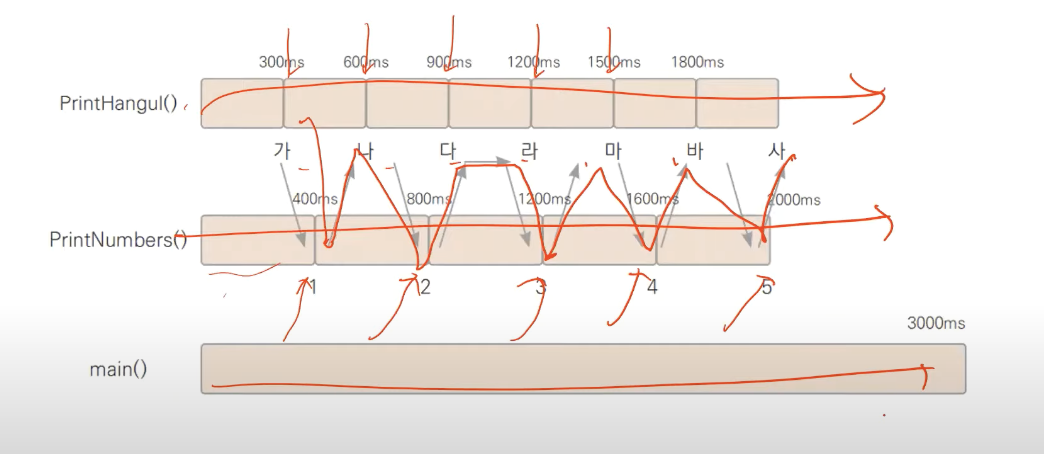 300ms 600ms 900ms 1200ms 1500ms 1800ms
PrintHangul()
가 나 다 라 마 바 사
400ms 800ms 1200ms 1600ms 2000ms
PrintNumbers()
1 2 3 4 5
3000ms
main()